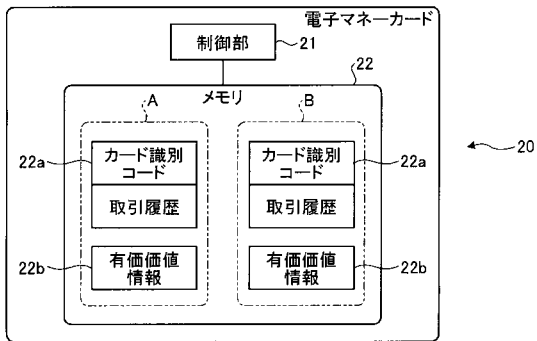 電子マネーカード
制御部
21
22
メモリ
A
B
20
22a
カード識別
コード
取引履歴
22b
有価価値
情報
カード識別
コード
22a
取引履歴
有価価値
情報
22b